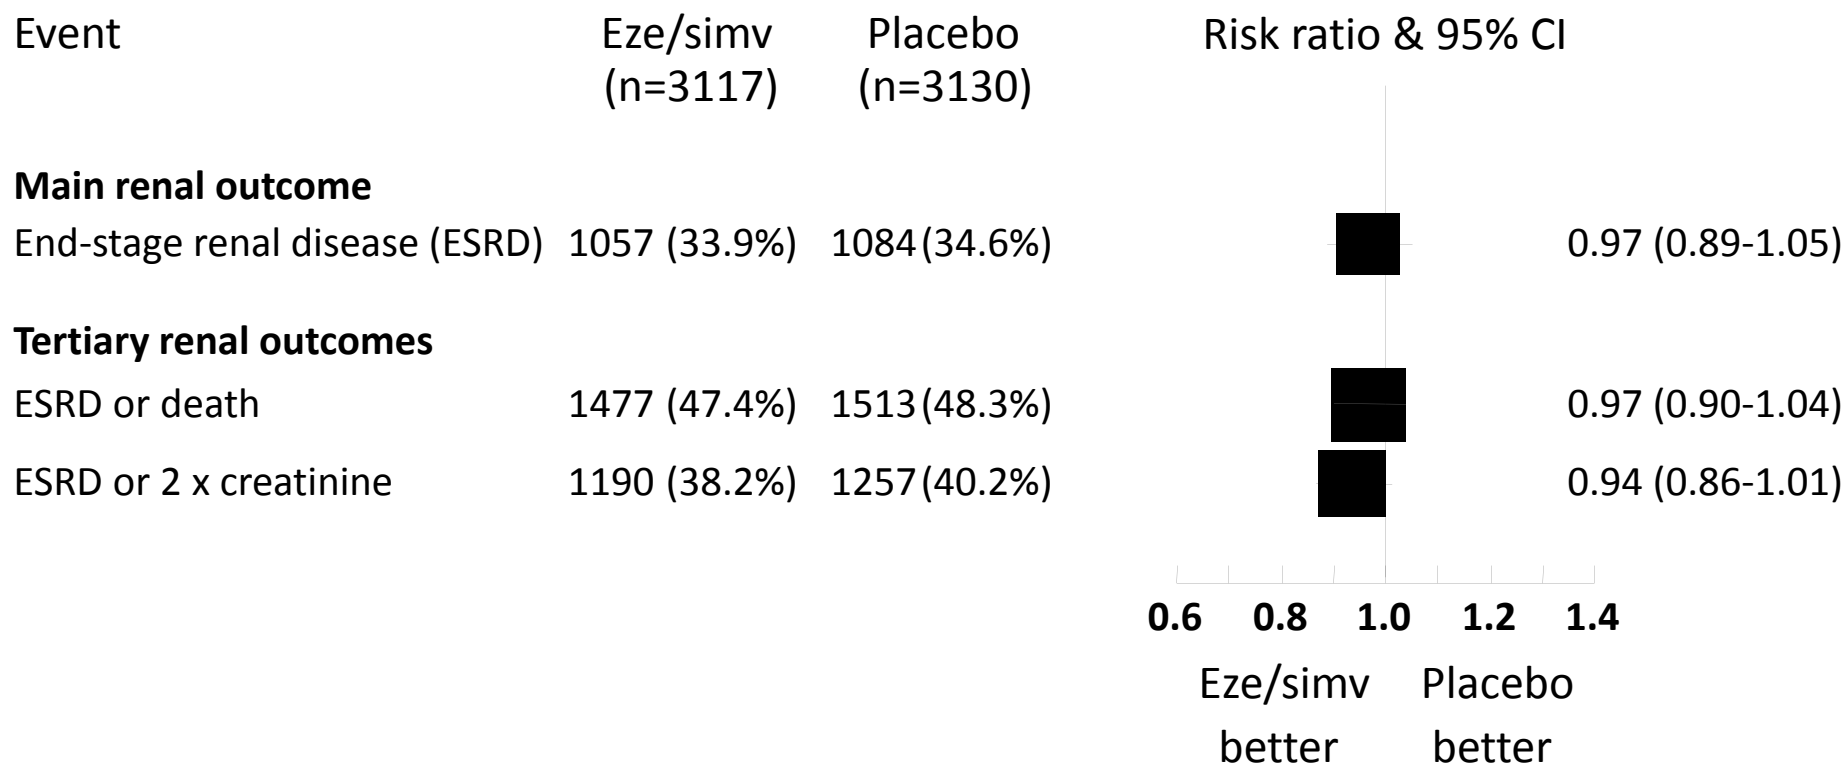 Event Eze/simv Placebo Risk ratio & 95% CI
(n=3117) (n=3130)
Main renal outcome
End-stage renal disease (ESRD) 1057 (33.9%) 1084 (34.6%) 0.97 (0.89-1.05)
Tertiary renal outcomes
ESRD or death 1477 (47.4%) 1513 (48.3%) 0.97 (0.90-1.04)
ESRD or 2 x creatinine 1190 (38.2%) 1257 (40.2%) 0.94 (0.86-1.01)
0.6 0.8 1.0 1.2 1.4
Eze/simv Placebo
better better